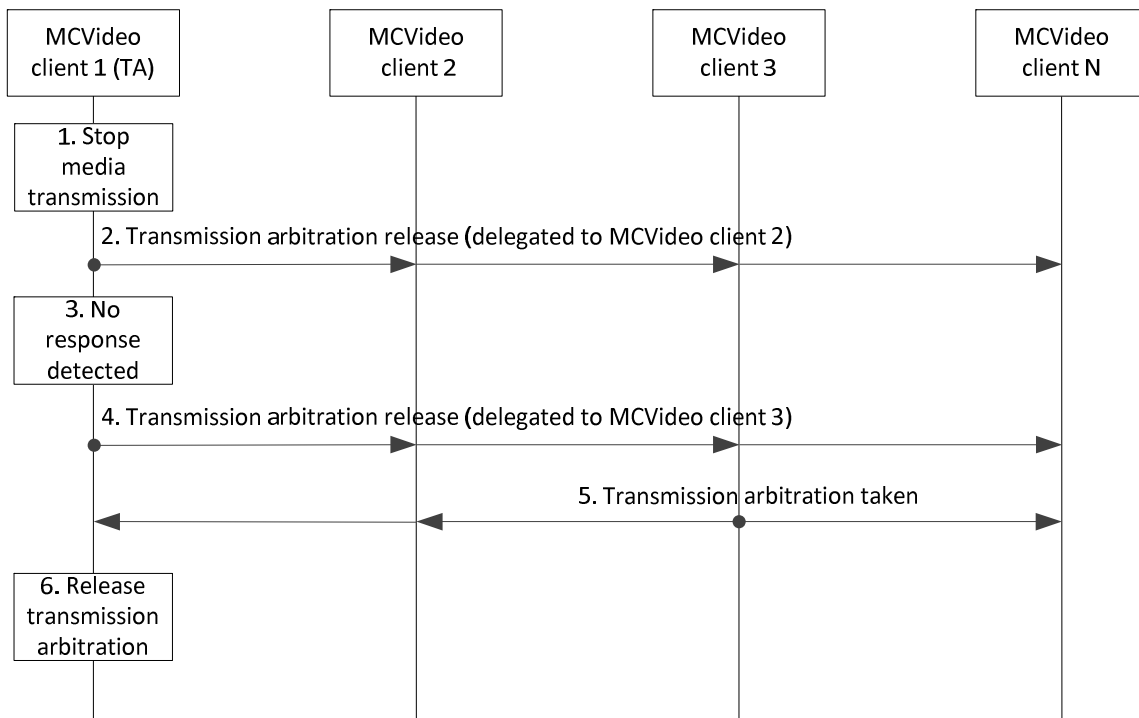 MCVideo
client 1 (TA)
MCVideo
client 2
MCVideo
client 3
MCVideo
client N
1. Stop
media
transmission
2. Transmission arbitration release (delegated to MCVideo client 2)
3. No
response
detected
4. Transmission arbitration release (delegated to MCVideo client 3)
5. Transmission arbitration taken
6. Release
transmission
arbitration